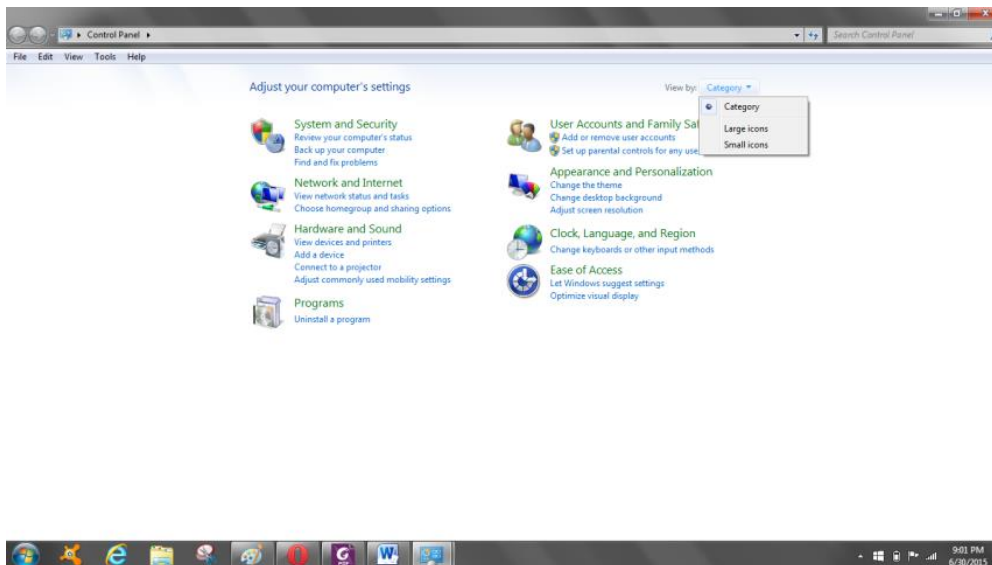 Control Panel
Search Control Panel
File Edit View Tools Help
Adjust your computer's settings
View by: Category
Category
Large icons
Small icons
System and Security
Review your computer's status
Back up your computer
Find and fix problems
Network and Internet
View network status and tasks
Choose homegroup and sharing options
Hardware and Sound
View devices and printers
Add a device
Connect to a projector
Adjust commonly used mobility settings
Programs
Uninstall a program
User Accounts and Family Saf
Add or remove user accounts
Set up parental controls for any use
Appearance and Personalization
Change the theme
Change desktop background
Adjust screen resolution
Clock, Language, and Region
Change keyboards or other input methods
Ease of Access
Let Windows suggest settings
Optimize visual display
9:01 PM
6/30/2015